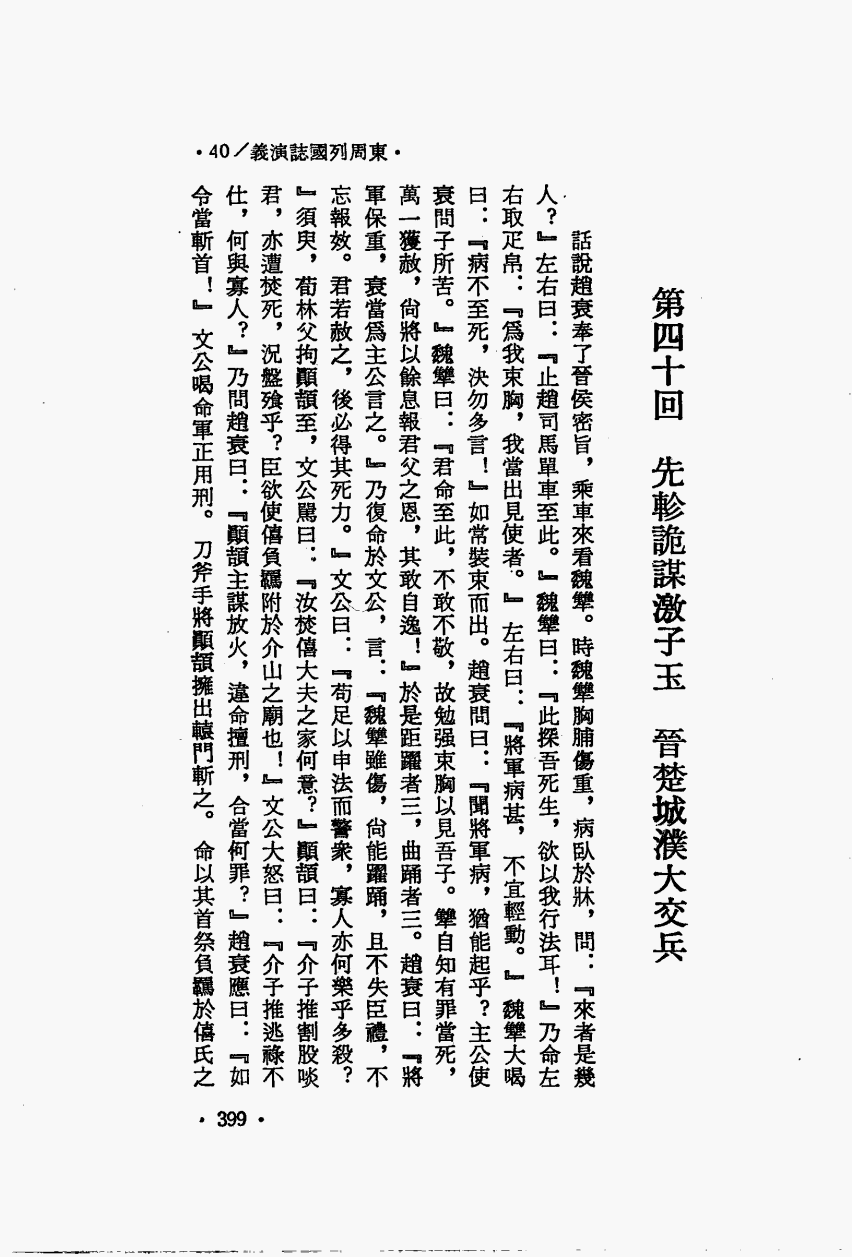 ·東周列國誌演義/40·
第四十回　先軫詭謀激子玉　晉楚城濮大交兵
話說趙衰奉了晉侯密旨，乘車來看魏犨。時魏犨胸脯傷重，病臥於牀，問：『來者是幾
人？』左右曰：『止趙司馬單車至此。』魏犨曰：『此探吾死生，欲以我行法耳！』乃命左
右取疋帛：『爲我束胸，我當出見使者。』左右曰：『將軍病甚，不宜輕動。』魏犨大喝
曰：『病不至死，決勿多言！』如常裝束而出。趙衰問曰：『聞將軍病，猶能起乎？主公使
衰問子所苦。』魏犨曰：『君命至此，不敢不敬，故勉强束胸以見吾子。犨自知有罪當死，
萬一獲赦，尙將以餘息報君父之恩，其敢自逸！』於是距躍者三，曲踊者三。趙衰曰：『將
軍保重，衰當爲主公言之。』乃復命於文公，言：『魏犨雖傷，尙能躍踊，且不失臣禮，不
忘報效。君若赦之，後必得其死力。』文公曰：『苟足以申法而警衆，寡人亦何樂乎多殺？
』須臾，荀林父拘顚頡至，文公罵曰：『汝焚僖大夫之家何意？』顚頡曰：『介子推割股啖
君，亦遭焚死，況盤飱乎？臣欲使僖負羈附於介山之廟也！』文公大怒曰：『介子推逃祿不
仕，何與寡人？』乃問趙衰曰：『顚頡主謀放火，違命擅刑，合當何罪？』趙衰應曰：『如
令當斬首！』文公喝命軍正用刑。刀斧手將顚頡擁出轅門斬之。命以其首祭負羈於僖氏之
·399·